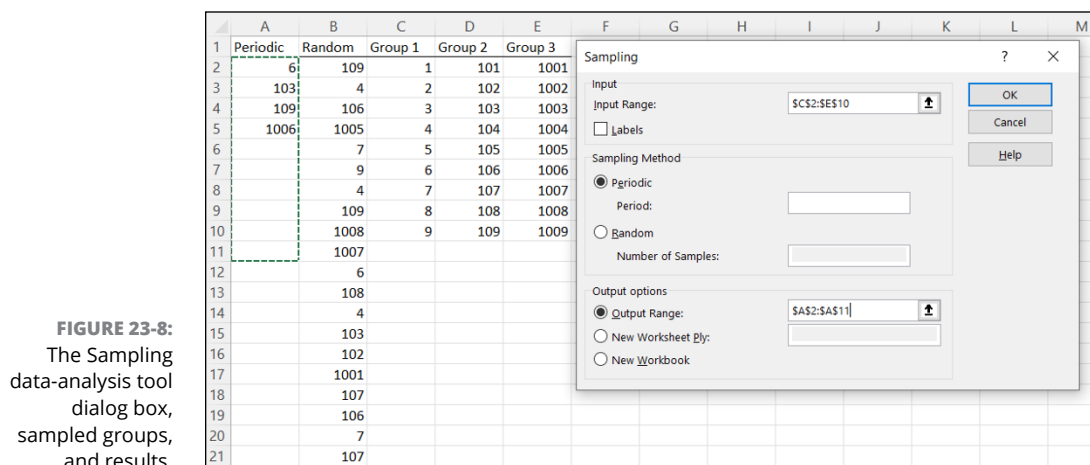 A B C D E F G H I J K L M
1 Periodic Random Group 1 Group 2 Group 3
2 6 109 1 101 1001
3 103 4 2 102 1002
4 109 106 3 103 1003
5 1006 1005 4 104 1004
6 7 5 105 1005
7 9 6 106 1006
8 4 7 107 1007
9 109 8 108 1008
10 1008 9 109 1009
11 1007
12 6
13 108
14 4
15 103
16 102
17 1001
18 107
19 106
20 7
21 107
Sampling ? ×
Input
Input Range: $C$2:$E$10
Labels
Sampling Method
Periodic
Period:
Random
Number of Samples:
Output options
Output Range: $A$2:$A$11
New Worksheet Ply:
New Workbook
OK
Cancel
Help
FIGURE 23-8:
The Sampling
data-analysis tool
dialog box,
sampled groups,
and results.